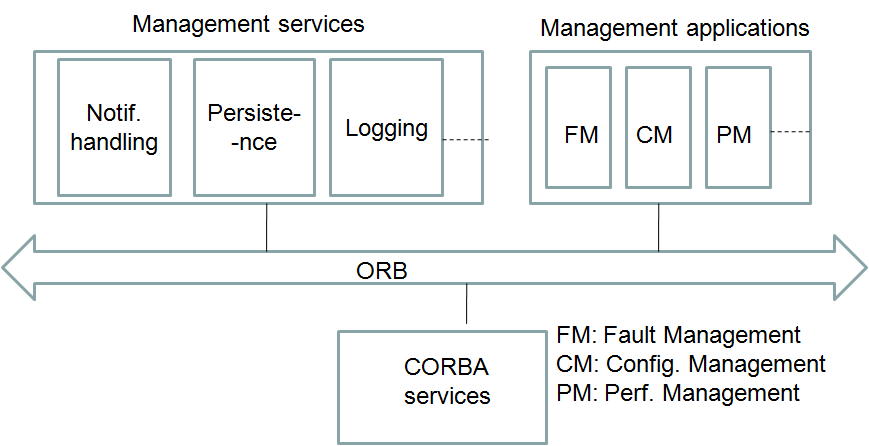 Management services
Management applications
Notif.
handling
Persiste-
-nce
Logging
FM
CM
PM
ORB
CORBA
services
FM: Fault Management
CM: Config. Management
PM: Perf. Management